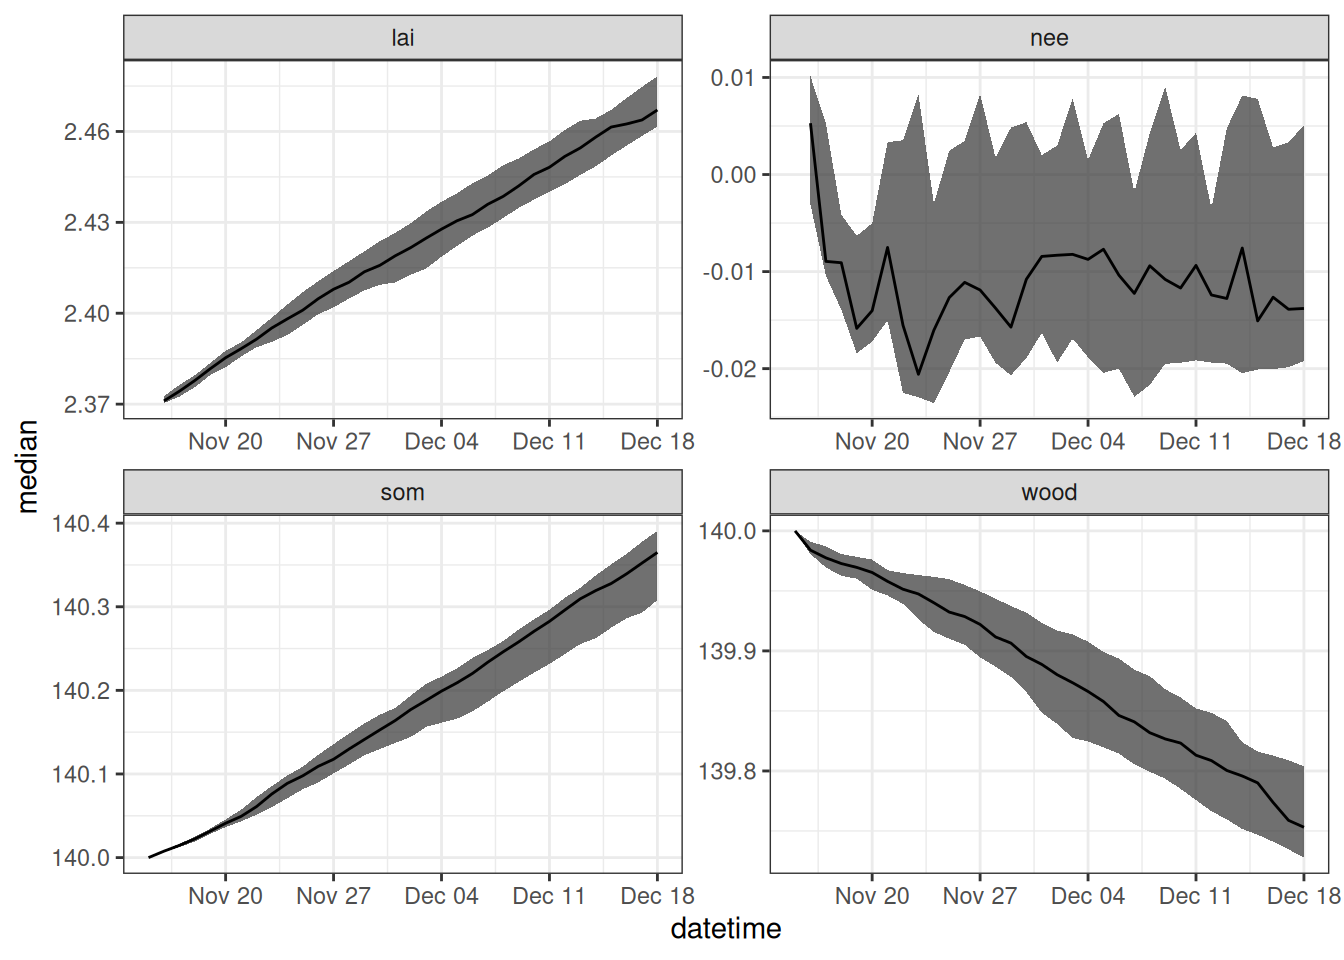 lai
nee
2.46
2.43
2.40
2.37
0.01
0.00
-0.01
-0.02
Nov 20 Nov 27 Dec 04 Dec 11 Dec 18
Nov 20 Nov 27 Dec 04 Dec 11 Dec 18
median
som
wood
140.4
140.3
140.2
140.1
140.0
140.0
139.9
139.8
Nov 20 Nov 27 Dec 04 Dec 11 Dec 18
Nov 20 Nov 27 Dec 04 Dec 11 Dec 18
datetime